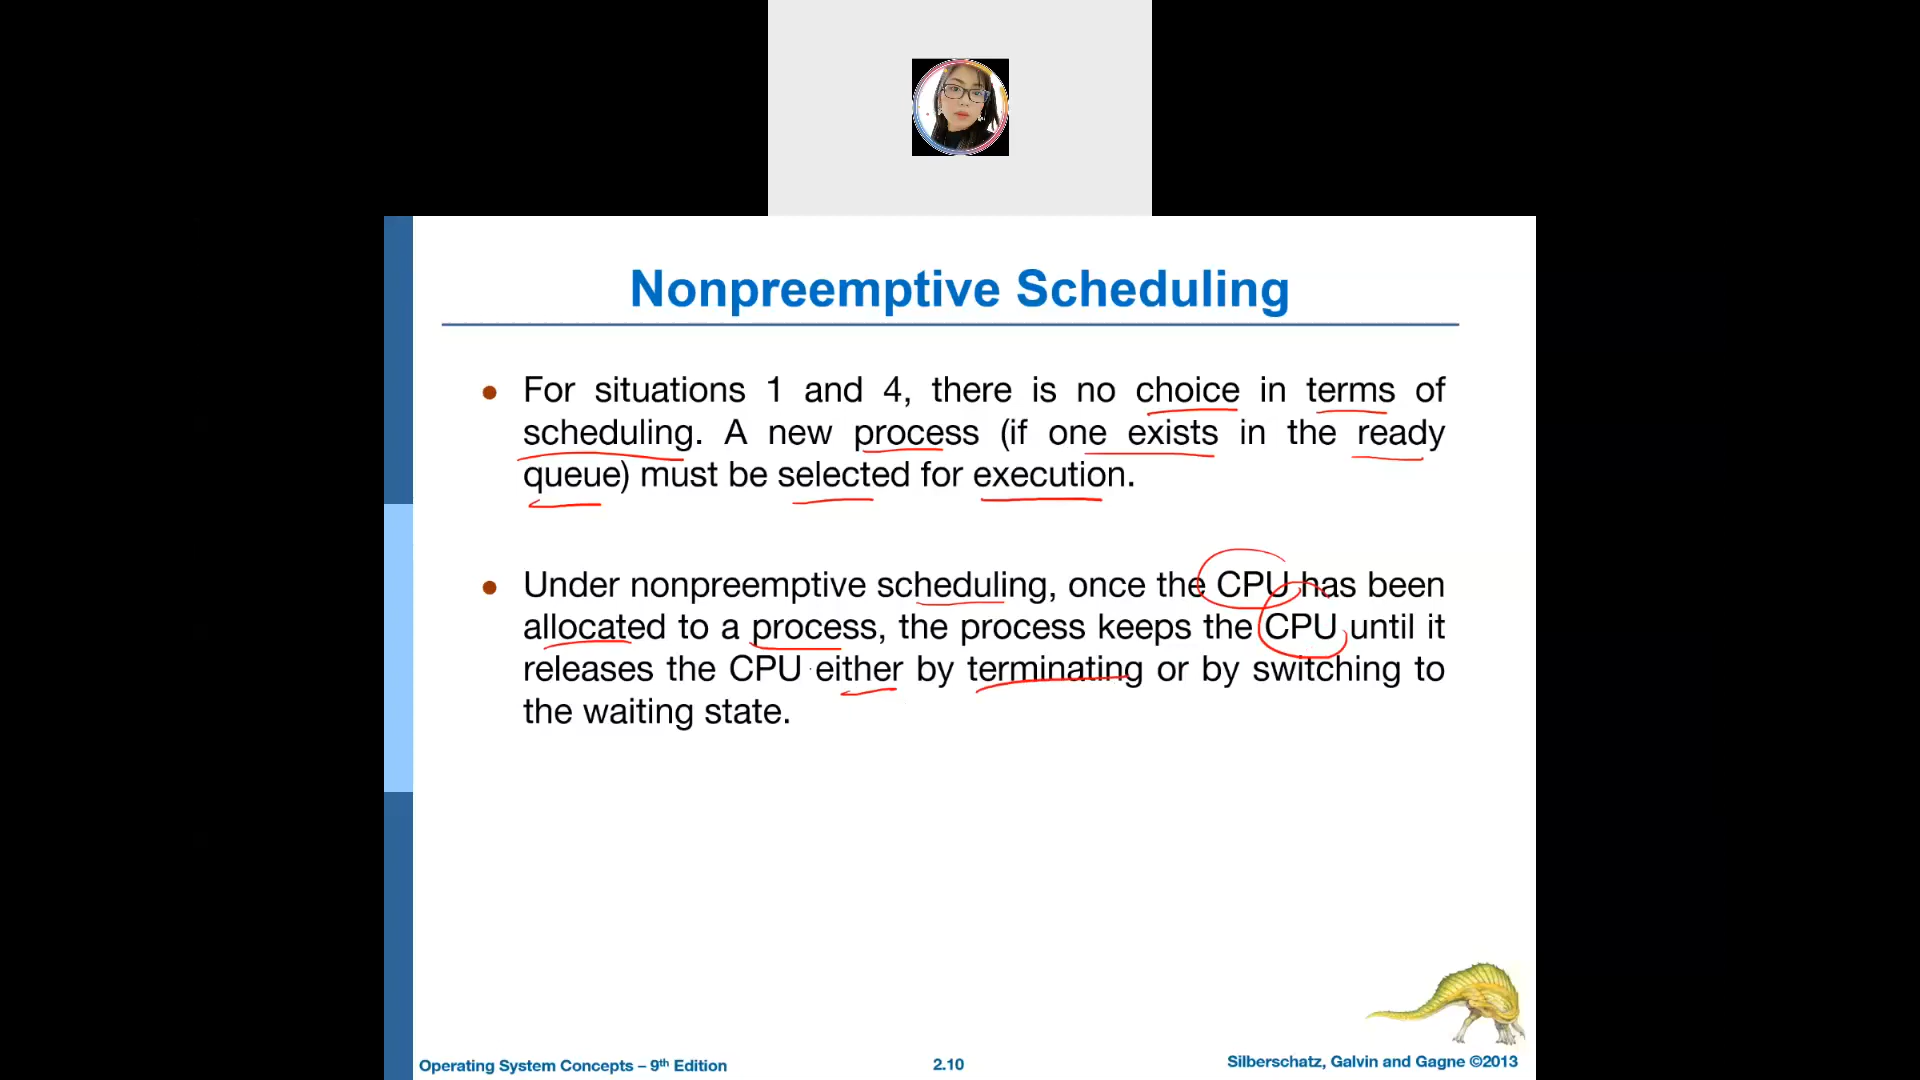 Nonpreemptive Scheduling
For situations 1 and 4, there is no choice in terms of
scheduling. A new process (if one exists in the ready
queue) must be selected for execution.
Under nonpreemptive scheduling, once the CPU has been
allocated to a process, the process keeps the CPU until it
releases the CPU either by terminating or by switching to
the waiting state.
Operating System Concepts – 9th Edition
2.10
Silberschatz, Galvin and Gagne ©2013